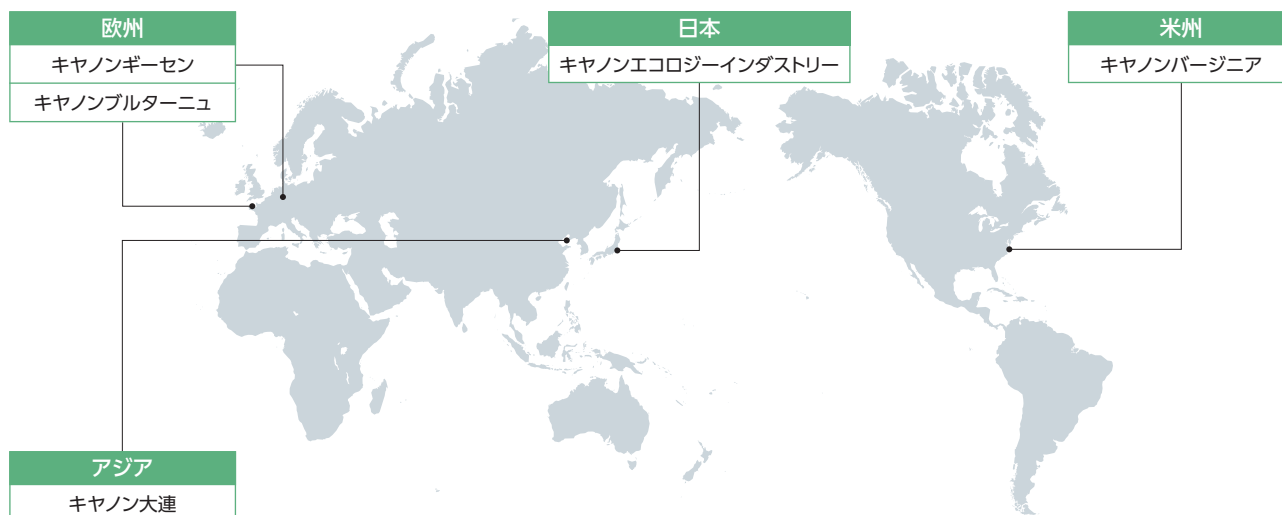 欧州
キヤノンギーセン
キヤノンブルターニュ
日本
キヤノンエコロジーインダストリー
米州
キヤノンバージニア
アジア
キヤノン大連